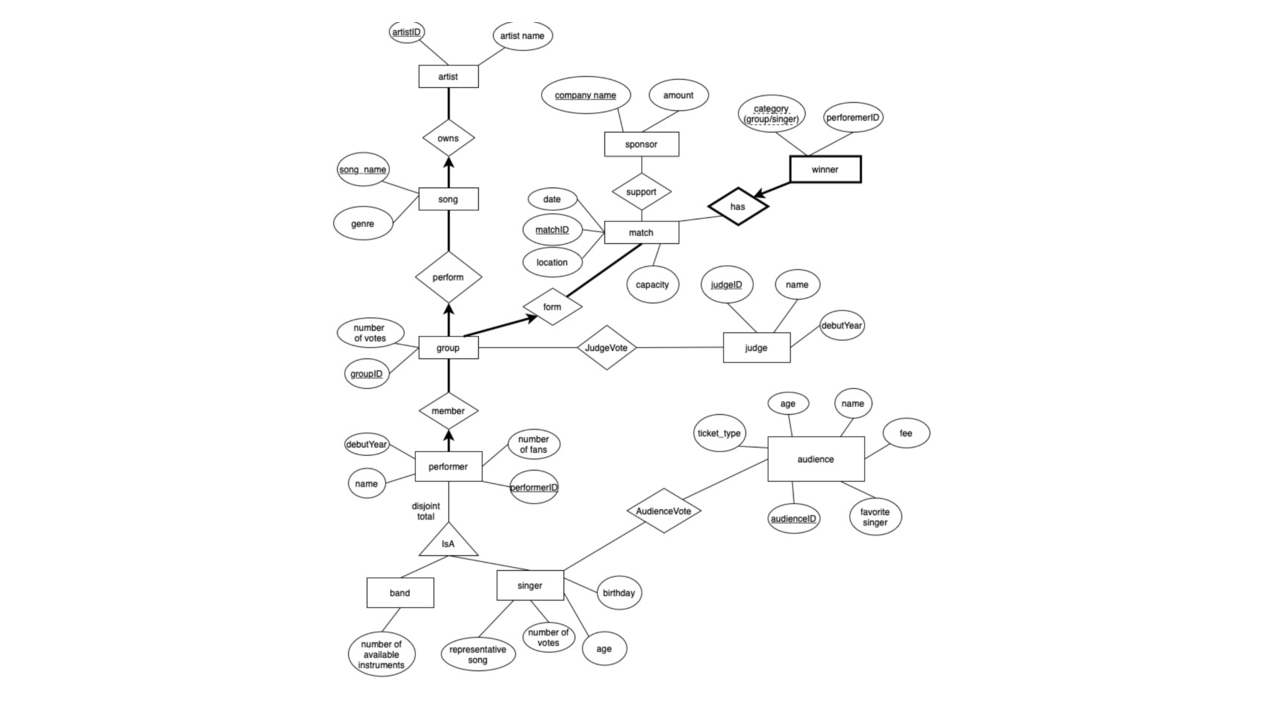 artistID
artist name
artist
company name
amount
category
(group/singer)
perforemerID
owns
sponsor
winner
song_name
song
support
date
has
genre
matchID
match
location
perform
capacity
judgeID
name
form
number
of votes
debutYear
group
JudgeVote
judge
groupID
member
age
name
ticket_type
fee
debutYear
number
of fans
performer
audience
name
performerID
disjoint
total
AudienceVote
audienceID
favorite
singer
IsA
band
singer
birthday
number of
available
instruments
representative
song
number of
votes
age